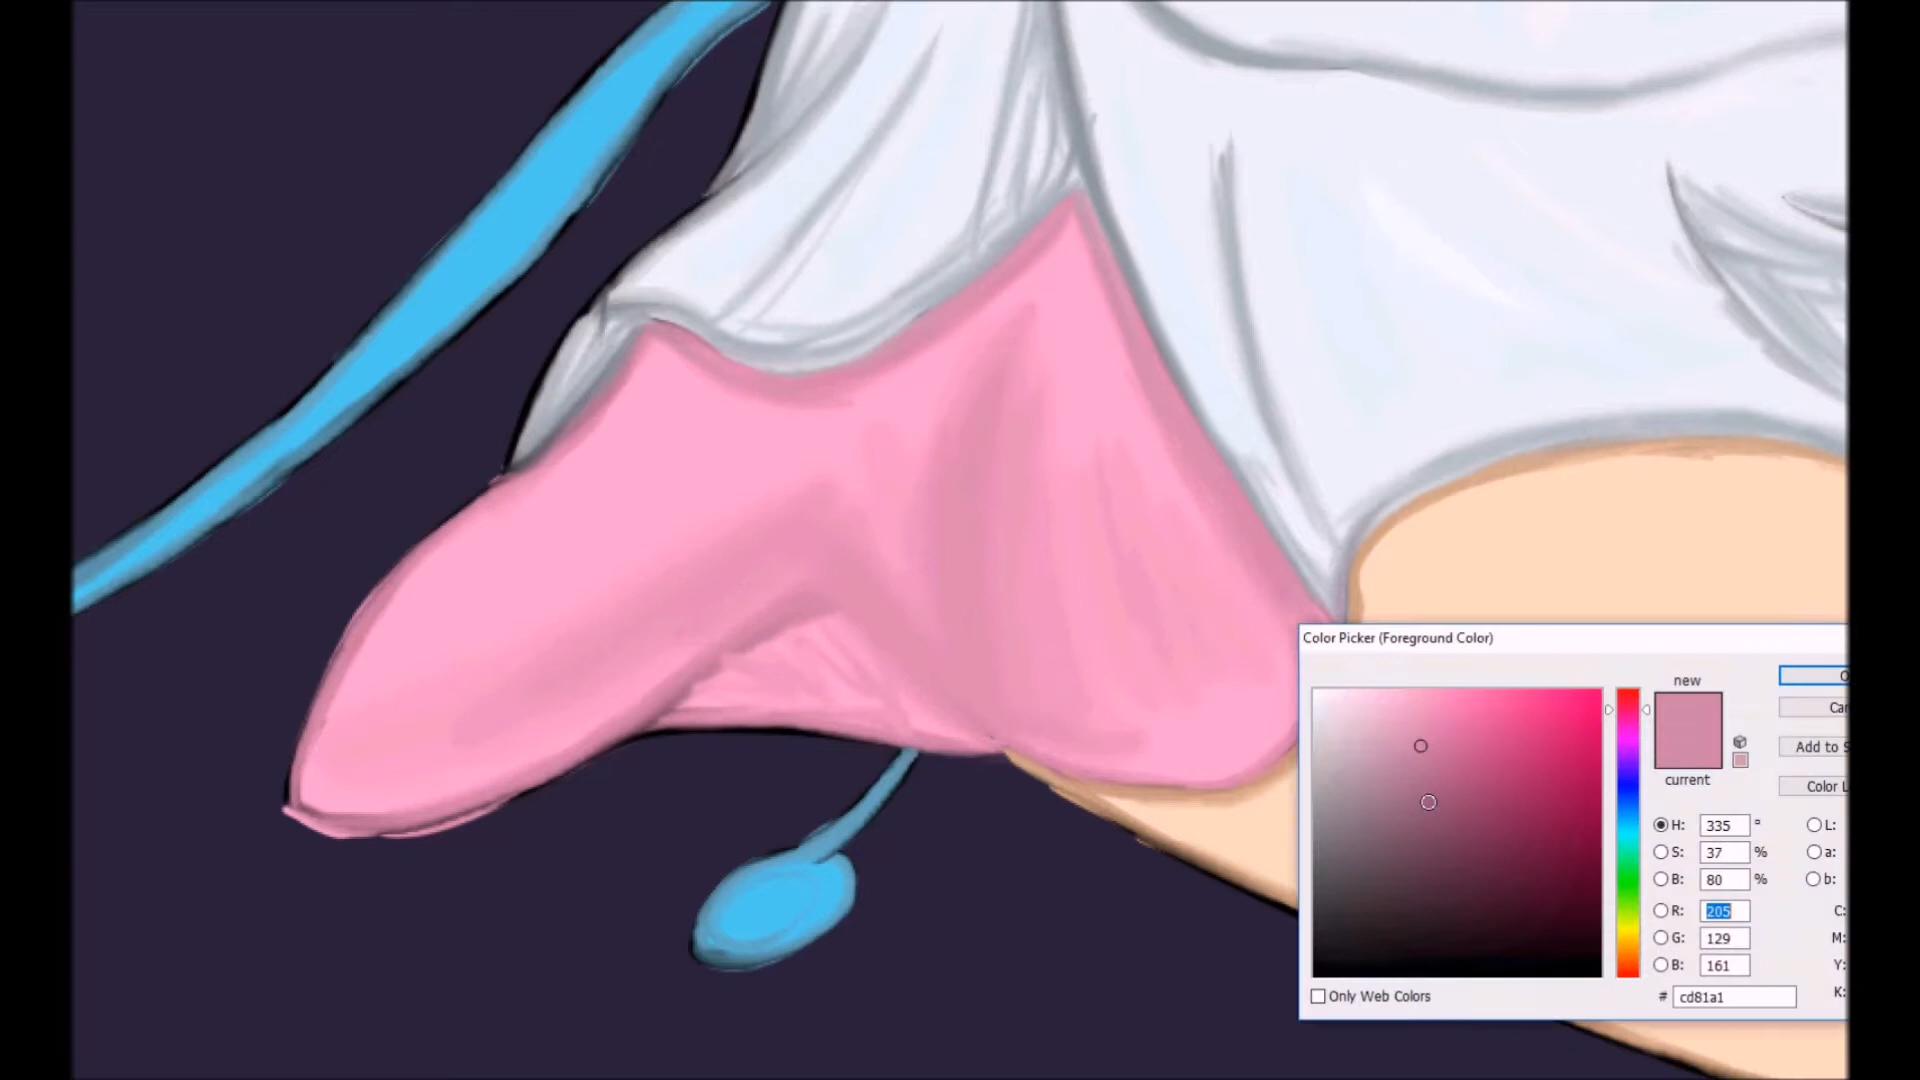 Color Picker (Foreground Color)
new
current
Add to
Color
H: 335 °
S: 37 %
B: 80 %
R: 205
G: 129
B: 161
L:
a:
b:
C:
M:
Y:
K:
Only Web Colors
# cd81a1